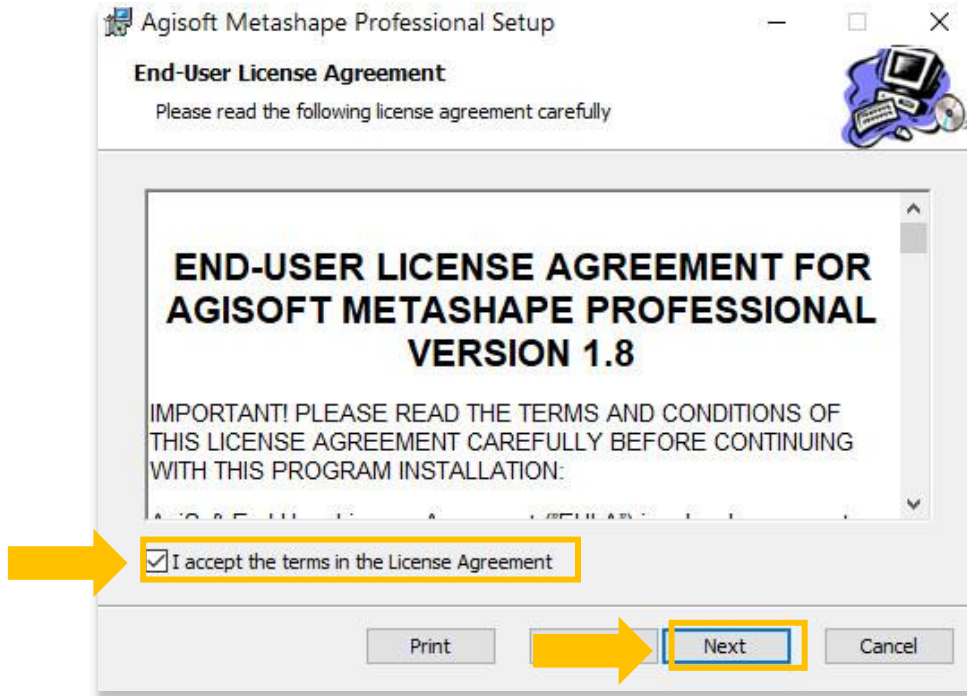 Agisoft Metashape Professional Setup
End-User License Agreement
Please read the following license agreement carefully
END-USER LICENSE AGREEMENT FOR
AGISOFT METASHAPE PROFESSIONAL
VERSION 1.8
IMPORTANT! PLEASE READ THE TERMS AND CONDITIONS OF
THIS LICENSE AGREEMENT CAREFULLY BEFORE CONTINUING
WITH THIS PROGRAM INSTALLATION:
I accept the terms in the License Agreement
Print Next Cancel